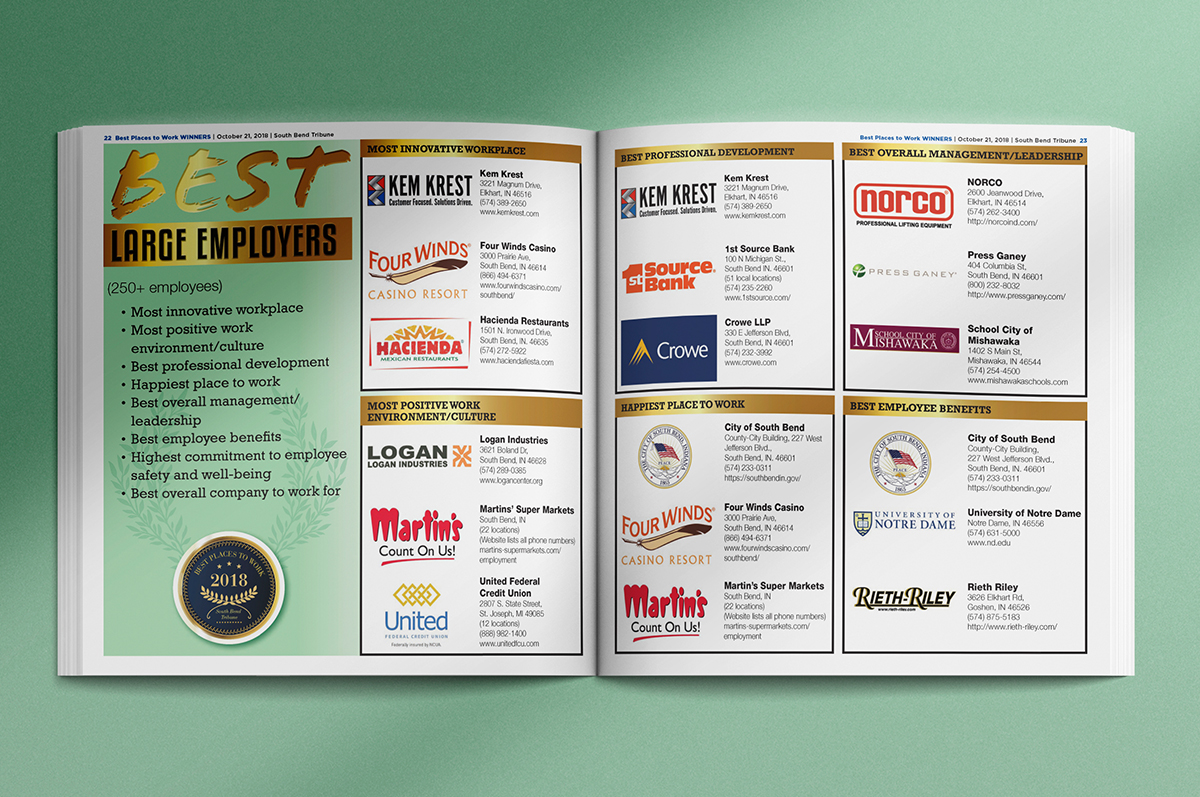 22 Best Places to Work WINNERS | October 21, 2018 | South Bend Tribune
BEST
LARGE EMPLOYERS
(250+ employees)
• Most innovative workplace
• Most positive work
environment/culture
• Best professional development
• Happiest place to work
• Best overall management/
leadership
• Best employee benefits
• Highest commitment to employee
safety and well-being
• Best overall company to work for
BEST PLACES TO WORK
2018
South Bend
Tribune
MOST INNOVATIVE WORKPLACE
KEM KREST
Customer Focused. Solutions Driven.
Kem Krest
3221 Magnum Drive,
Elkhart, IN 46516
(574) 389-2650
www.kemkrest.com
FOUR WINDS®
CASINO RESORT
Four Winds Casino
3000 Prairie Ave,
South Bend, IN 46614
(866) 494-6371
www.fourwindscasino.com/
southbend/
HACIENDA®
MEXICAN RESTAURANTS
Hacienda Restaurants
1501 N. Ironwood Drive,
South Bend, IN. 46635
(574) 272-5922
www.haciendafiesta.com
MOST POSITIVE WORK
ENVIRONMENT/CULTURE
LOGAN
LOGAN INDUSTRIES
Logan Industries
3621 Boland Dr,
South Bend, IN 46628
(574) 289-0385
www.logancenter.org
Martin's
Count On Us!
Martins' Super Markets
South Bend, IN
(22 locations)
(Website lists all phone numbers)
martins-supermarkets.com/
employment
United
FEDERAL CREDIT UNION
Federally insured by NCUA
United Federal
Credit Union
2807 S. State Street,
St. Joseph, MI 49085
(12 locations)
(888) 982-1400
www.unitedfcu.com
Best Places to Work WINNERS | October 21, 2018 | South Bend Tribune 23
BEST PROFESSIONAL DEVELOPMENT
KEM KREST
Customer Focused. Solutions Driven.
Kem Krest
3221 Magnum Drive,
Elkhart, IN 46516
(574) 389-2650
www.kemkrest.com
1st Source®
Bank
1st Source Bank
100 N Michigan St.,
South Bend IN. 46601
(51 local locations)
(574) 235-2260
www.1stsource.com/
Crowe
Crowe LLP
330 E Jefferson Blvd,
South Bend, IN 46601
(574) 232-3992
www.crowe.com
HAPPIEST PLACE TO WORK
THE CITY OF SOUTH BEND, INDIANA
PEACE
1865
City of South Bend
County-City Building, 227 West
Jefferson Blvd.,
South Bend, IN. 46601
(574) 233-0311
https://southbendin.gov/
FOUR WINDS®
CASINO RESORT
Four Winds Casino
3000 Prairie Ave,
South Bend, IN 46614
(866) 494-6371
www.fourwindscasino.com/
southbend/
Martin's
Count On Us!
Martin's Super Markets
South Bend, IN
(22 locations)
(Website lists all phone numbers)
martins-supermarkets.com/
employment
BEST OVERALL MANAGEMENT/LEADERSHIP
norco®
PROFESSIONAL LIFTING EQUIPMENT
NORCO
2600 Jeanwood Drive,
Elkhart, IN 46514
(574) 262-3400
http://norcoind.com/
PRESS GANEY
Press Ganey
404 Columbia St,
South Bend, IN 46601
(800) 232-8032
http://www.pressganey.com/
SCHOOL CITY OF
MISHAWAKA
School City of
Mishawaka
1402 S Main St,
Mishawaka, IN 46544
(574) 254-4500
www.mishawakaschools.com
BEST EMPLOYEE BENEFITS
THE CITY OF SOUTH BEND, INDIANA
PEACE
1865
City of South Bend
County-City Building,
227 West Jefferson Blvd.,
South Bend, IN. 46601
(574) 233-0311
https://southbendin.gov/
UNIVERSITY OF
NOTRE DAME
University of Notre Dame
Notre Dame, IN 46556
(574) 631-5000
www.nd.edu
RIETH-RILEY
www.rieth-riley.com
Rieth Riley
3626 Elkhart Rd,
Goshen, IN 46526
(574) 875-5183
http://www.rieth-riley.com/